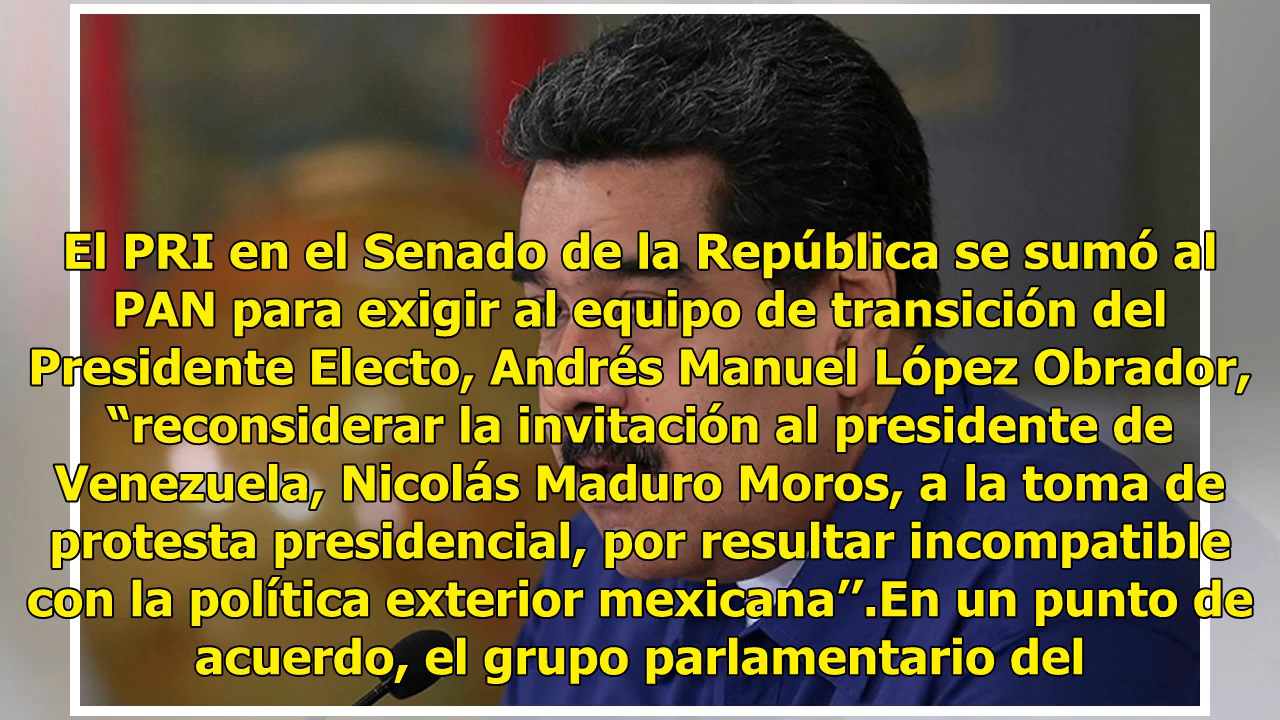 El PRI en el Senado de la República se sumó al
PAN para exigir al equipo de transición del
Presidente Electo, Andrés Manuel López Obrador,
“reconsiderar la invitación al presidente de
Venezuela, Nicolás Maduro Moros, a la toma de
protesta presidencial, por resultar incompatible
con la política exterior mexicana”.En un punto de
acuerdo, el grupo parlamentario del